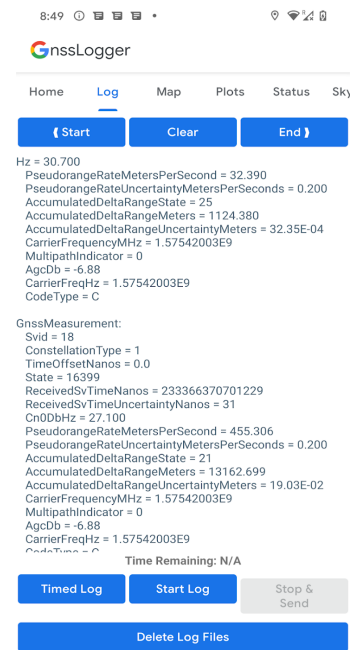 8:49
GnssLogger
Home Log Map Plots Status Sky
⟪ Start Clear End ⟫
Hz = 30.700
PseudorangeRateMetersPerSecond = 32.390
PseudorangeRateUncertaintyMetersPerSeconds = 0.200
AccumulatedDeltaRangeState = 25
AccumulatedDeltaRangeMeters = 1124.380
AccumulatedDeltaRangeUncertaintyMeters = 32.35E-04
CarrierFrequencyMHz = 1.57542003E9
MultipathIndicator = 0
AgcDb = -6.88
CarrierFreqHz = 1.57542003E9
CodeType = C
GnssMeasurement:
Svid = 18
ConstellationType = 1
TimeOffsetNanos = 0.0
State = 16399
ReceivedSvTimeNanos = 233366370701229
ReceivedSvTimeUncertaintyNanos = 31
Cn0DbHz = 27.100
PseudorangeRateMetersPerSecond = 455.306
PseudorangeRateUncertaintyMetersPerSeconds = 0.200
AccumulatedDeltaRangeState = 21
AccumulatedDeltaRangeMeters = 13162.699
AccumulatedDeltaRangeUncertaintyMeters = 19.03E-02
CarrierFrequencyMHz = 1.57542003E9
MultipathIndicator = 0
AgcDb = -6.88
CarrierFreqHz = 1.57542003E9
CodeType = C
Time Remaining: N/A
Timed Log Start Log Stop &
Send
Delete Log Files